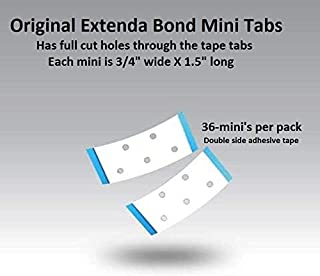 Original Extenda Bond Mini Tabs
Has full cut holes through the tape tabs
Each mini is 3/4" wide X 1.5" long
36-mini's per pack
Double side adhesive tape